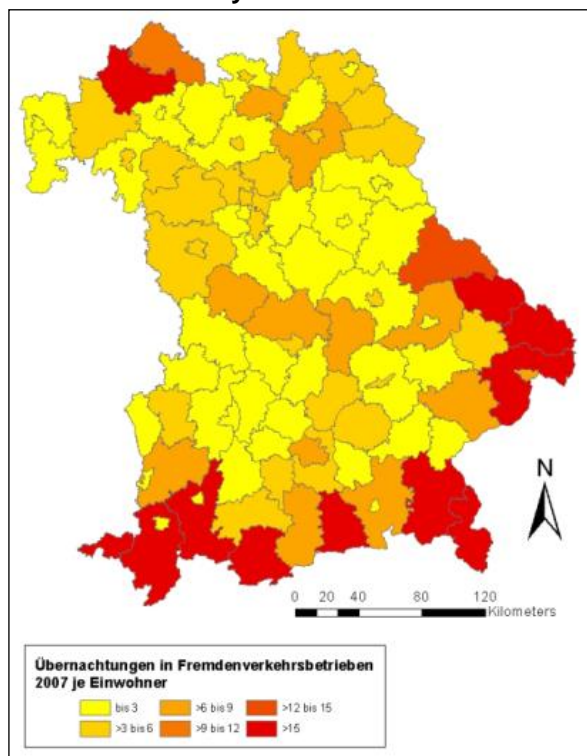 N
0 20 40 80 120
Kilometers
Übernachtungen in Fremdenverkehrsbetrieben
2007 je Einwohner
bis 3 >6 bis 9 >12 bis 15
>3 bis 6 >9 bis 12 >15